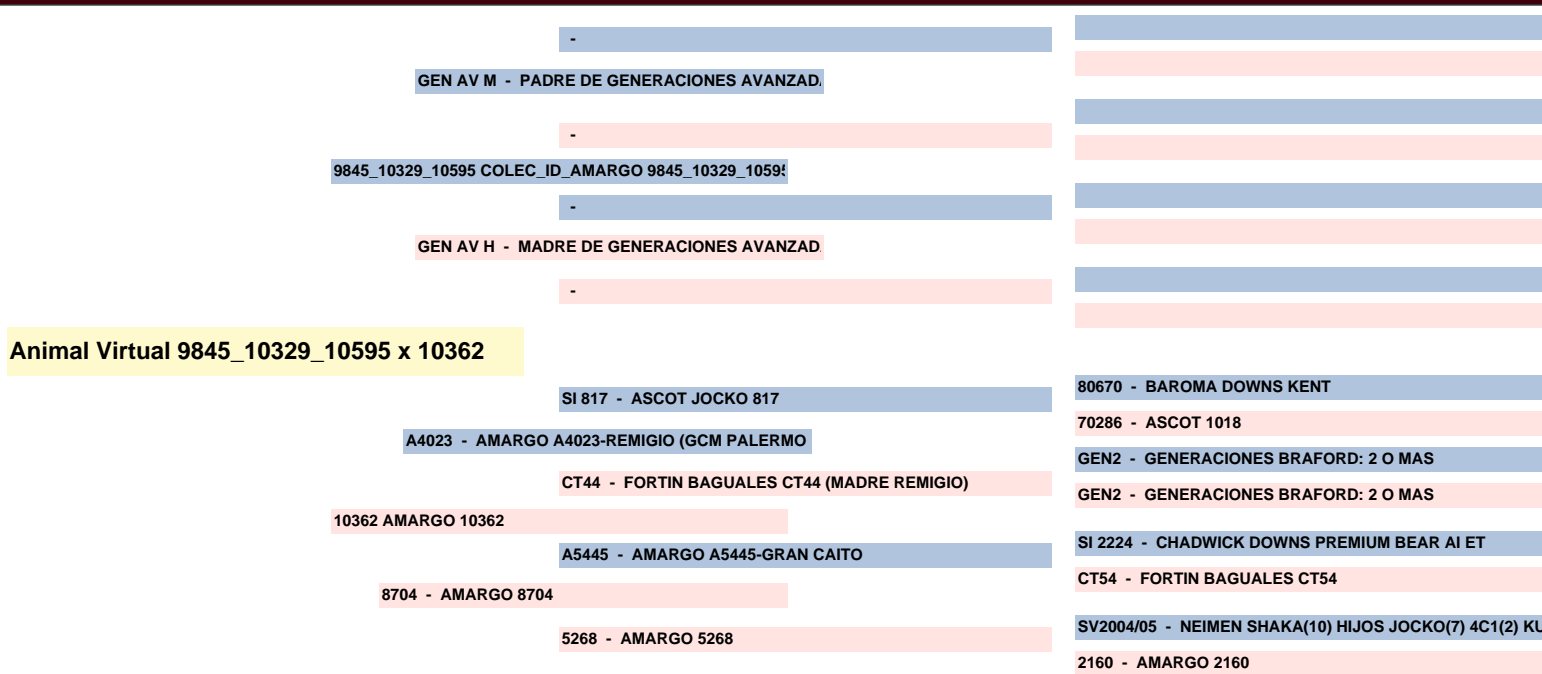 -
GEN AV M - PADRE DE GENERACIONES AVANZAD
-
9845_10329_10595 COLEC_ID_AMARGO 9845_10329_1059
-
GEN AV H - MADRE DE GENERACIONES AVANZAD
-
Animal Virtual 9845_10329_10595 x 10362
80670 - BAROMA DOWNS KENT
SI 817 - ASCOT JOCKO 817
70286 - ASCOT 1018
A4023 - AMARGO A4023-REMIGIO (GCM PALERMO
GEN2 - GENERACIONES BRAFORD: 2 O MAS
CT44 - FORTIN BAGUALES CT44 (MADRE REMIGIO)
GEN2 - GENERACIONES BRAFORD: 2 O MAS
10362 AMARGO 10362
SI 2224 - CHADWICK DOWNS PREMIUM BEAR AI ET
A5445 - AMARGO A5445-GRAN CAITO
CT54 - FORTIN BAGUALES CT54
8704 - AMARGO 8704
SV2004/05 - NEIMEN SHAKA(10) HIJOS JOCKO(7) 4C1(2) KU
5268 - AMARGO 5268
2160 - AMARGO 2160